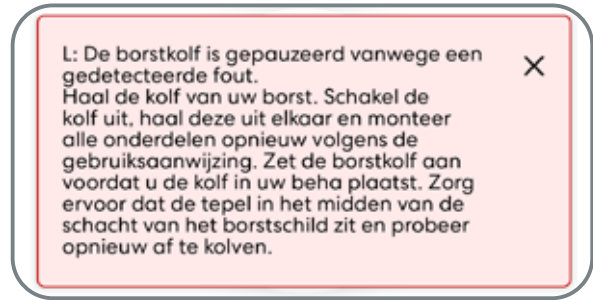 L: De borstkolf is gepauzeerd vanwege een
gedetecteerde fout.
Haal de kolf van uw borst. Schakel de
kolf uit, haal deze uit elkaar en monteer
alle onderdelen opnieuw volgens de
gebruiksaanwijzing. Zet de borstkolf aan
voordat u de kolf in uw beha plaatst. Zorg
ervoor dat de tepel in het midden van de
schacht van het borstschild zit en probeer
opnieuw af te kolven.